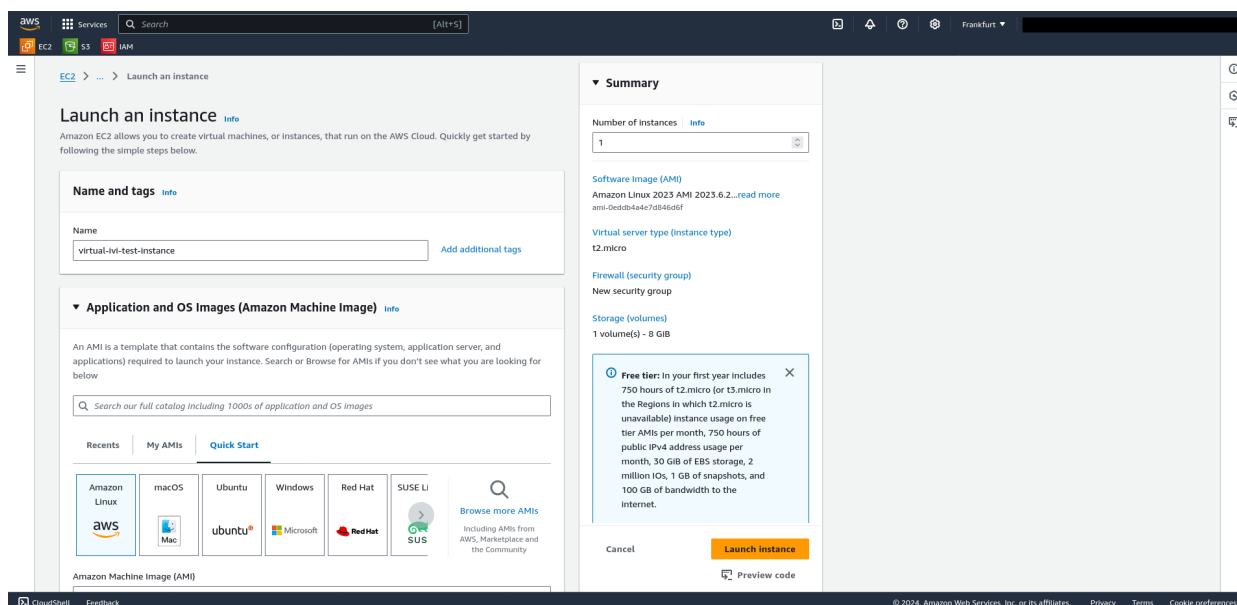 aws
Services
Search
[Alt+S]
Frankfurt ▼
EC2
S3
IAM
EC2 > ... > Launch an instance
Launch an instance Info
Amazon EC2 allows you to create virtual machines, or instances, that run on the AWS Cloud. Quickly get started by
following the simple steps below.
Name and tags Info
Name
virtual-ivi-test-instance
Add additional tags
▼ Application and OS Images (Amazon Machine Image) Info
An AMI is a template that contains the software configuration (operating system, application server, and
applications) required to launch your instance. Search or Browse for AMIs if you don't see what you are looking for
below
Search our full catalog including 1000s of application and OS images
Recents
My AMIs
Quick Start
Amazon
Linux
aws
macOS
Mac
Ubuntu
ubuntu®
Windows
Microsoft
Red Hat
Red Hat
SUSE Li
SUS
Browse more AMIs
Including AMIs from
AWS, Marketplace and
the Community
Amazon Machine Image (AMI)
▼ Summary
Number of instances Info
1
Software Image (AMI)
Amazon Linux 2023 AMI 2023.6.2...read more
ami-0eddb4a4e7d846d6f
Virtual server type (instance type)
t2.micro
Firewall (security group)
New security group
Storage (volumes)
1 volume(s) - 8 GiB
Free tier: In your first year includes
750 hours of t2.micro (or t3.micro in
the Regions in which t2.micro is
unavailable) instance usage on free
tier AMIs per month, 750 hours of
public IPv4 address usage per
month, 30 GiB of EBS storage, 2
million IOs, 1 GB of snapshots, and
100 GB of bandwidth to the
internet.
Cancel
Launch instance
Preview code
CloudShell
Feedback
© 2024, Amazon Web Services, Inc. or its affiliates.
Privacy
Terms
Cookie preferences